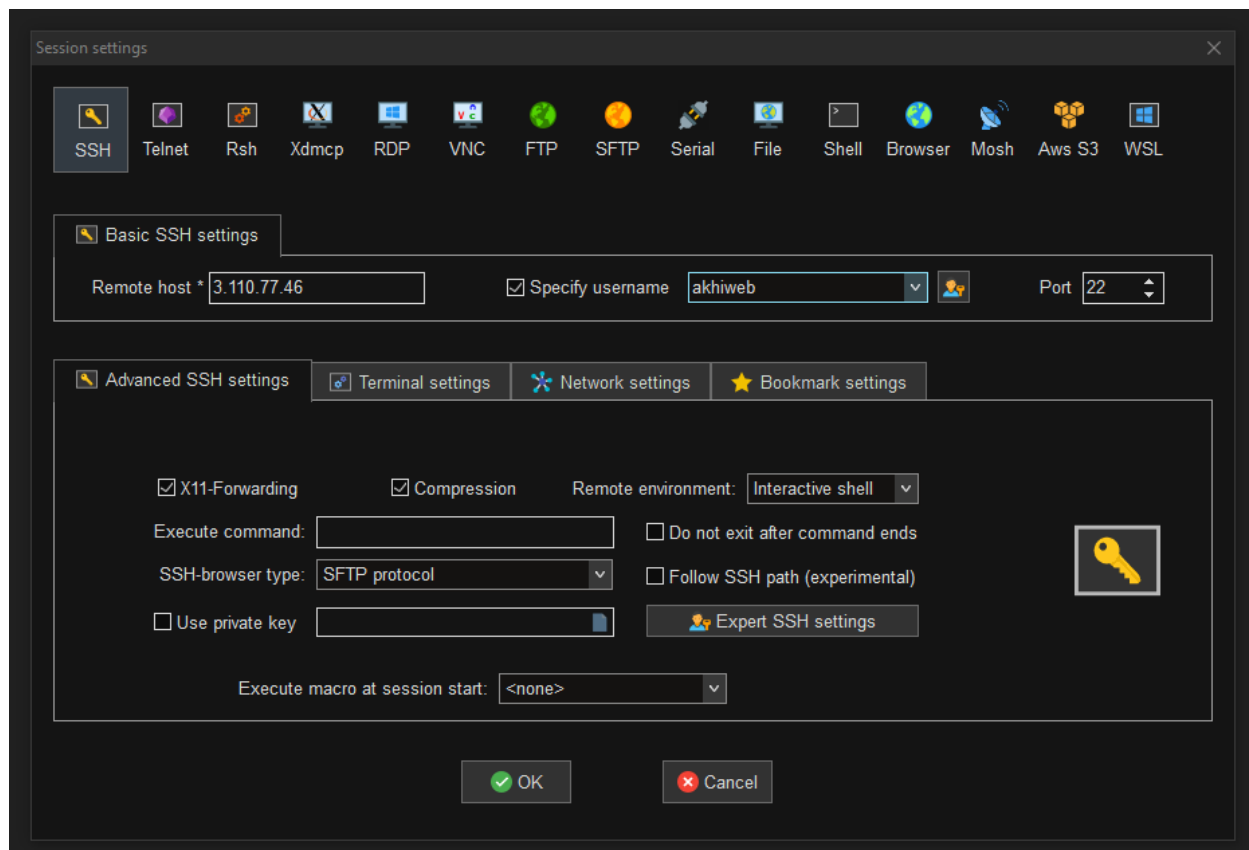 Session settings
SSH Telnet Rsh Xdmcp RDP VNC FTP SFTP Serial File Shell Browser Mosh Aws S3 WSL
Basic SSH settings
Remote host * 3.110.77.46 Specify username akhiweb Port 22
Advanced SSH settings Terminal settings Network settings Bookmark settings
X11-Forwarding Compression Remote environment: Interactive shell
Execute command: Do not exit after command ends
SSH-browser type: SFTP protocol Follow SSH path (experimental)
Use private key Expert SSH settings
Execute macro at session start: <none>
OK Cancel